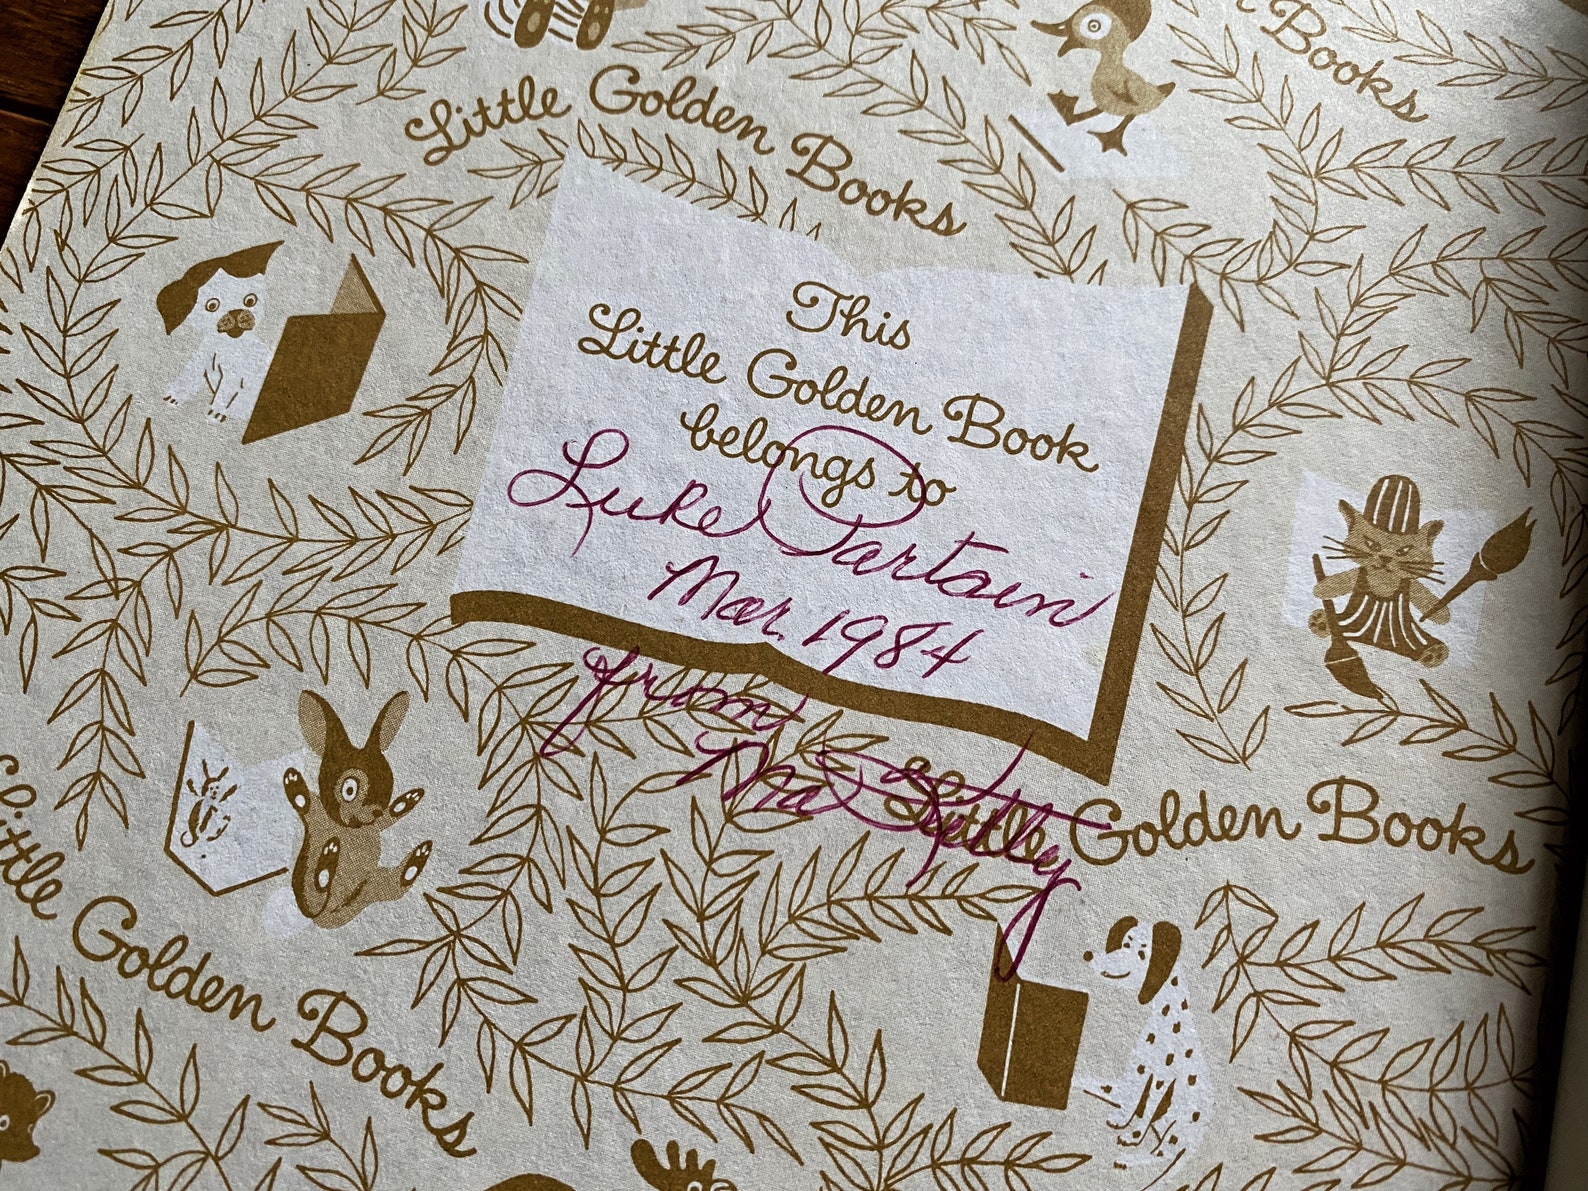 Little Golden Books
Books
This
Little Golden Book
belongs to
Luke Partain
Mar. 1984
from
Little Golden Books
Little Golden Books